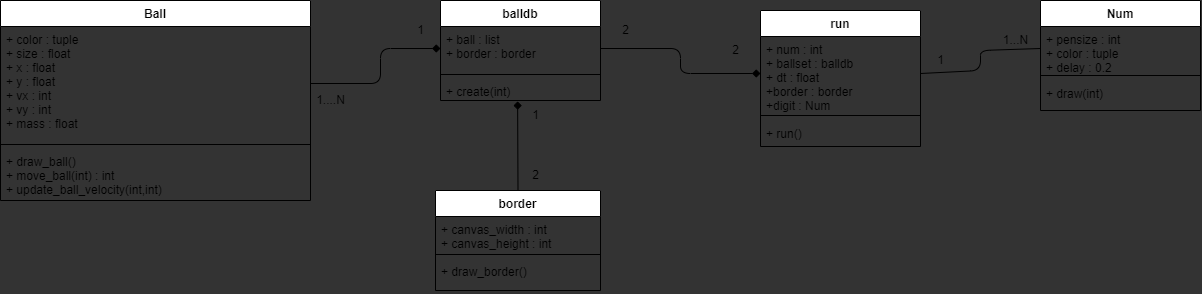 Ball
+ color : tuple
+ size : float
+ x : float
+ y : float
+ vx : int
+ vy : int
+ mass : float
+ draw_ball()
+ move_ball(int) : int
+ update_ball_velocity(int,int)
1
1....N
balldb
+ ball : list
+ border : border
+ create(int)
1
2
border
+ canvas_width : int
+ canvas_height : int
+ draw_border()
2
2
run
+ num : int
+ ballset : balldb
+ dt : float
+border : border
+digit : Num
+ run()
1
1...N
Num
+ pensize : int
+ color : tuple
+ delay : 0.2
+ draw(int)